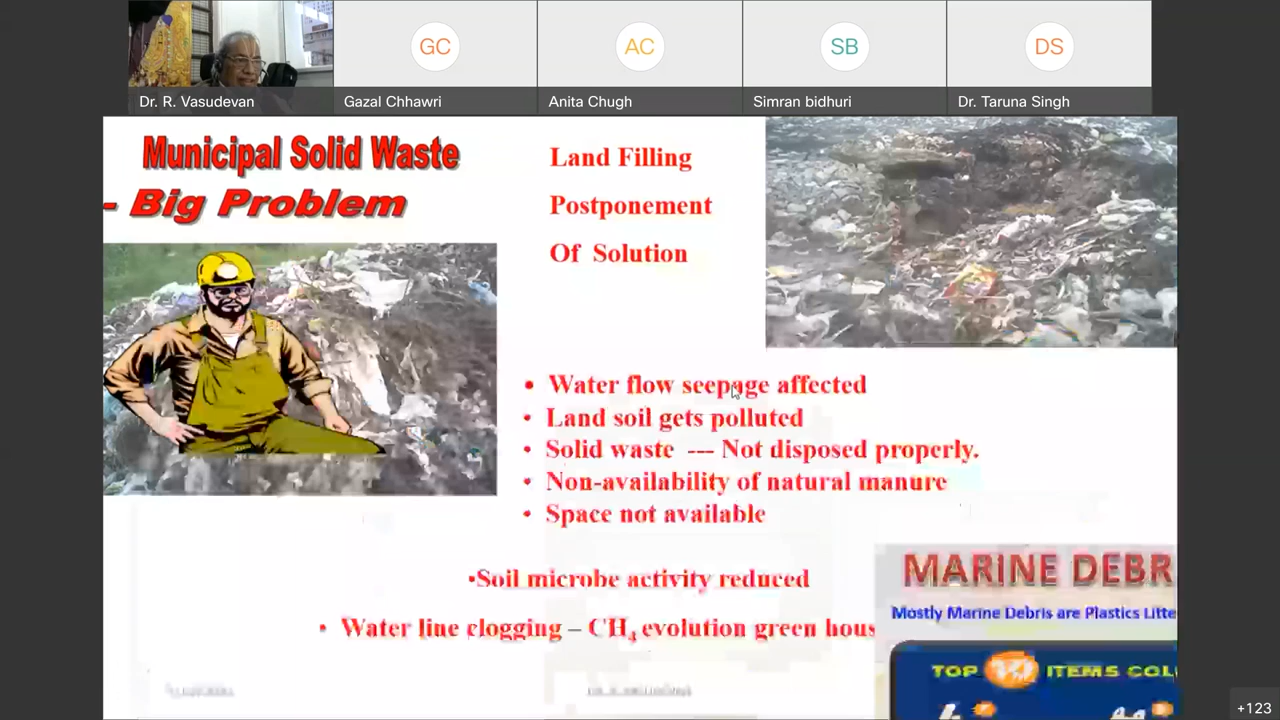 GC
AC
SB
DS
Dr. R. Vasudevan
Gazal Chhawri
Anita Chugh
Simran bidhuri
Dr. Taruna Singh
Municipal Solid Waste
- Big Problem
Land Filling
Postponement
Of Solution
• Water flow seepage affected
• Land soil gets polluted
• Solid waste --- Not disposed properly.
• Non-availability of natural manure
• Space not available
•Soil microbe activity reduced
• Water line clogging – CH4 evolution green hous
MARINE DEBR
Mostly Marine Debris are Plastics Litte
TOP 10 ITEMS COL
+123